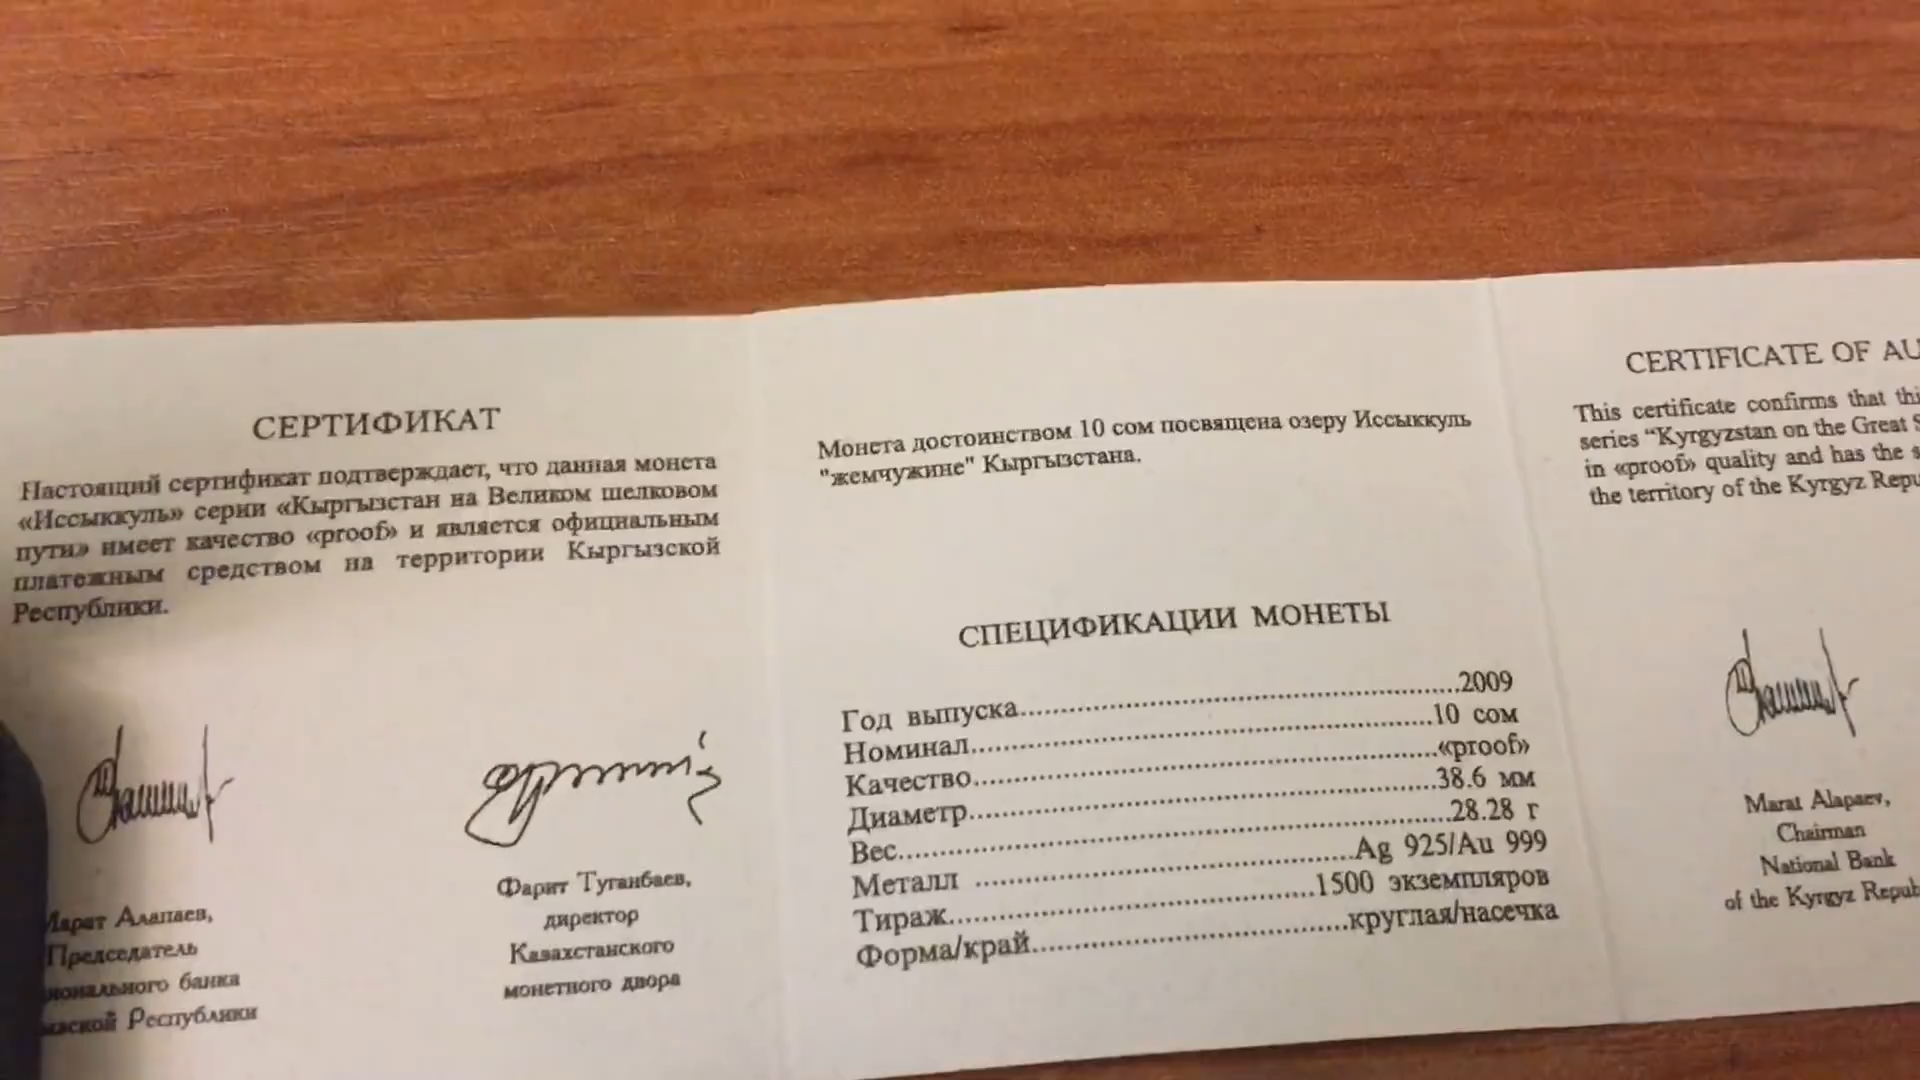 СЕРТИФИКАТ
Настоящий сертификат подтверждает, что данная монета
«Иссыккуль» серии «Кыргызстан на Великом шелковом
пути» имеет качество «proof» и является официальным
платежным средством на территории Кыргызской
Республики.
Марат Алапаев,
Председатель
банка
Республики
Фарит Туганбаев,
директор
Казахстанского
монетного двора
Монета достоинством 10 сом посвящена озеру Иссыккуль
"жемчужине" Кыргызстана.
СПЕЦИФИКАЦИИ МОНЕТЫ
Год выпуска...2009
Номинал...10 сом
Качество...«proof»
Диаметр...38.6 мм
Вес...28.28 г
Металл ...Ag 925/Au 999
Тираж...1500 экземпляров
Форма/край...круглая/насечка
CERTIFICATE OF AU
This certificate confirms that thi
series “Kyrgyzstan on the Great S
in «proof» quality and has the s
the territory of the Kyrgyz Repu
Marat Alapaev,
Chairman
National Bank
of the Kyrgyz Repub